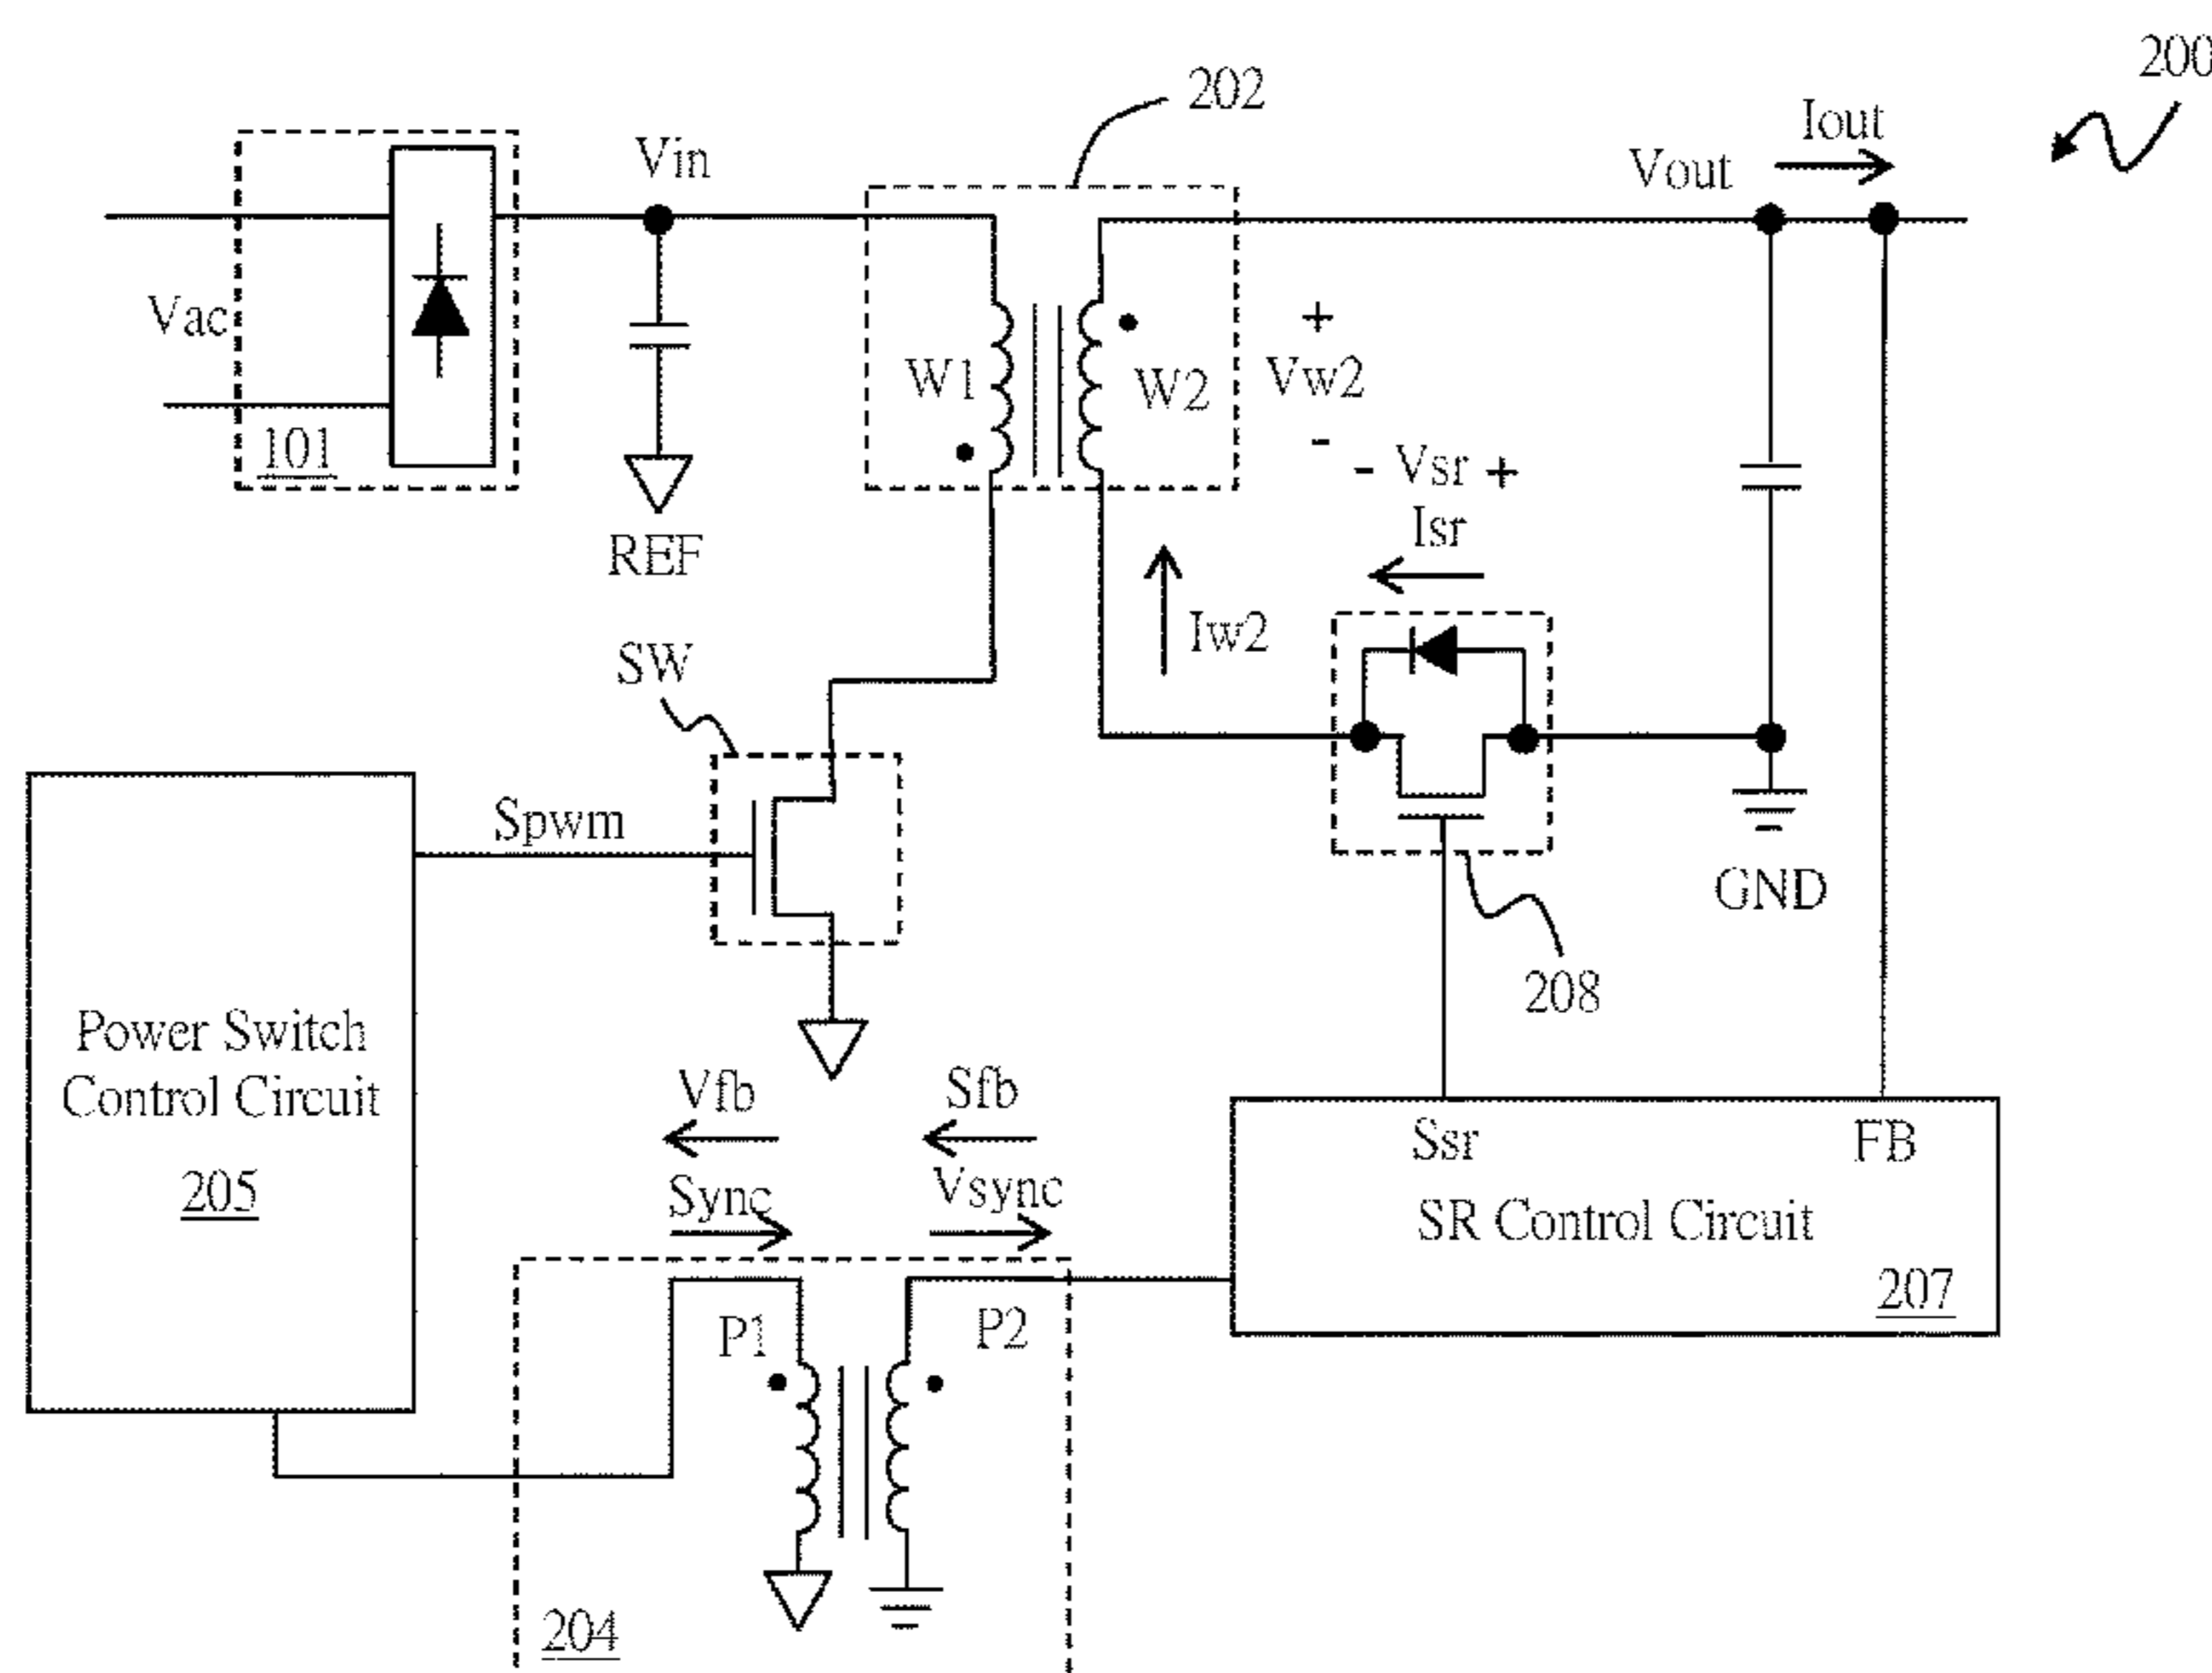 200
202
Iout
Vin
Vout
Vac
W1
W2
+
Vw2
-
101
- Vsr +
Isr
REF
Iw2
SW
Spwm
GND
208
Power Switch
Control Circuit
205
Vfb
Sfb
Sync
Vsync
Ssr
FB
SR Control Circuit
207
P1
P2
204